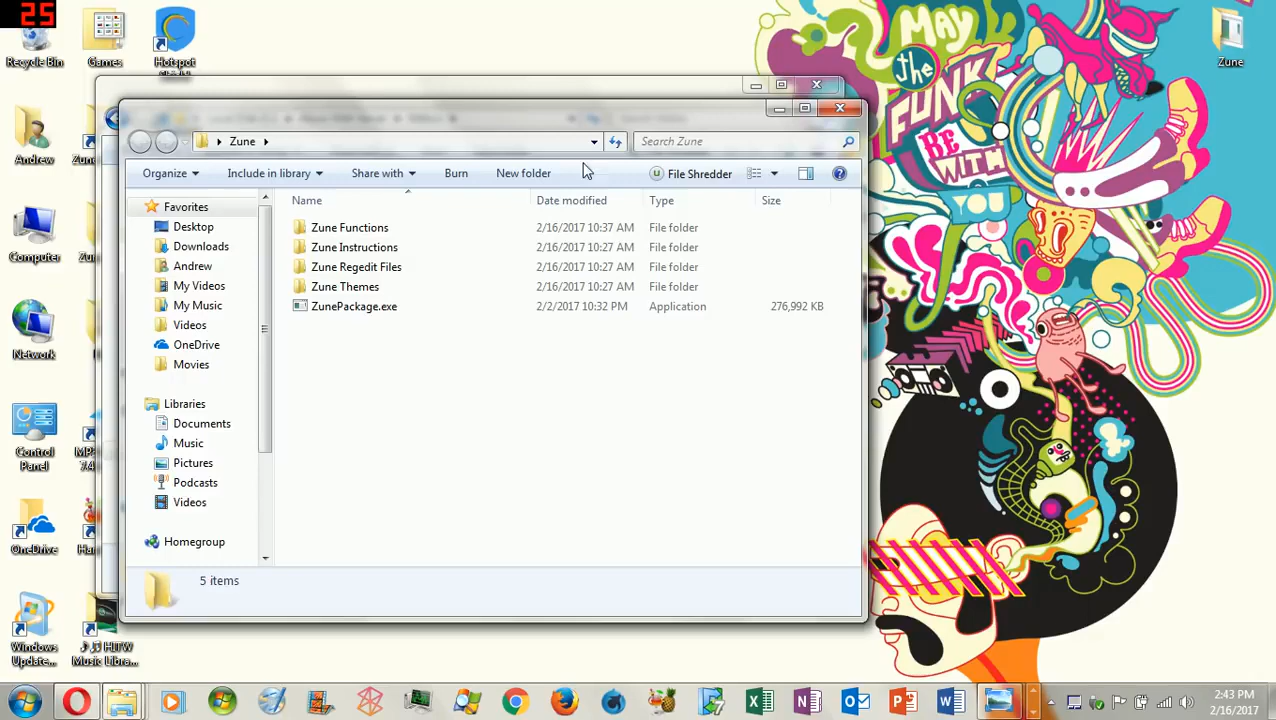 25
Recycle Bin
Games
Hotspot
Zune
MAY
the
FUNK
BE
WITH
YOU
Zune
Search Zune
Organize
Include in library
Share with
Burn
New folder
File Shredder
Name
Date modified
Type
Size
Favorites
Desktop
Downloads
Andrew
My Videos
My Music
Videos
OneDrive
Movies
Libraries
Documents
Music
Pictures
Podcasts
Videos
Homegroup
Zune Functions 2/16/2017 10:37 AM File folder
Zune Instructions 2/16/2017 10:27 AM File folder
Zune Regedit Files 2/16/2017 10:27 AM File folder
Zune Themes 2/16/2017 10:27 AM File folder
ZunePackage.exe 2/2/2017 10:32 PM Application 276,992 KB
5 items
Andrew
Computer
Network
Control
Panel
OneDrive
Windows
Update...
HITW
Music Libra...
2:43 PM
2/16/2017